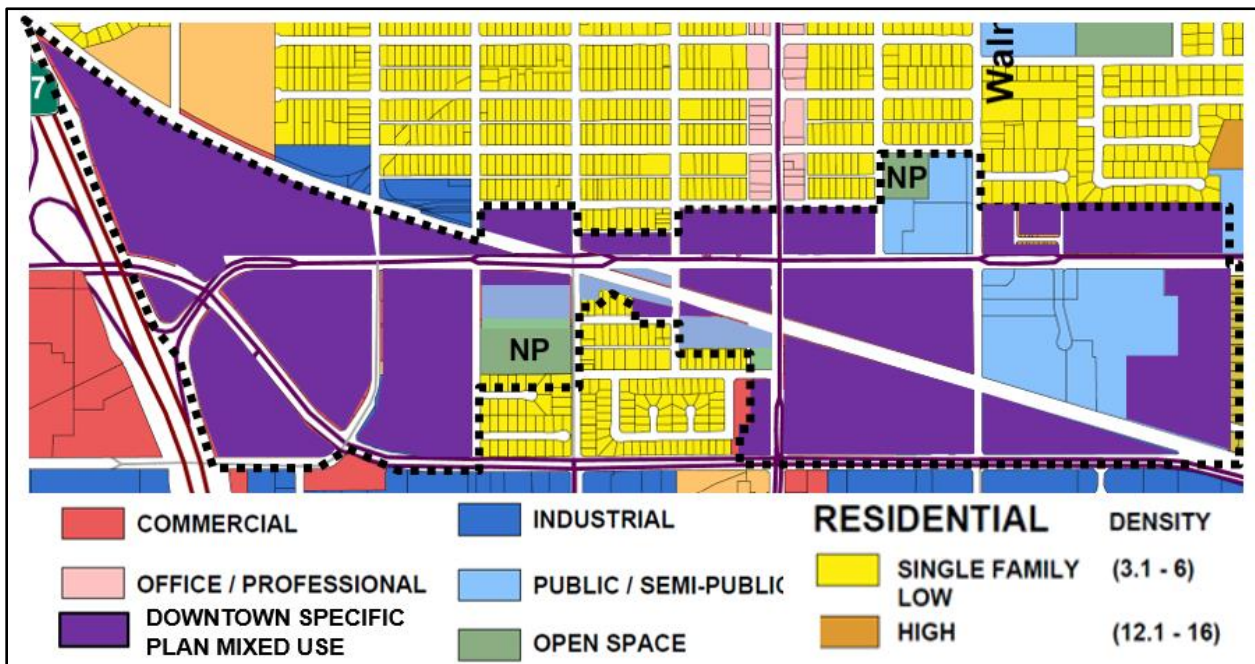 7
Walr
NP
NP
COMMERCIAL
OFFICE / PROFESSIONAL
DOWNTOWN SPECIFIC
PLAN MIXED USE
INDUSTRIAL
PUBLIC / SEMI-PUBLIC
OPEN SPACE
RESIDENTIAL DENSITY
SINGLE FAMILY (3.1 - 6)
LOW
HIGH (12.1 - 16)